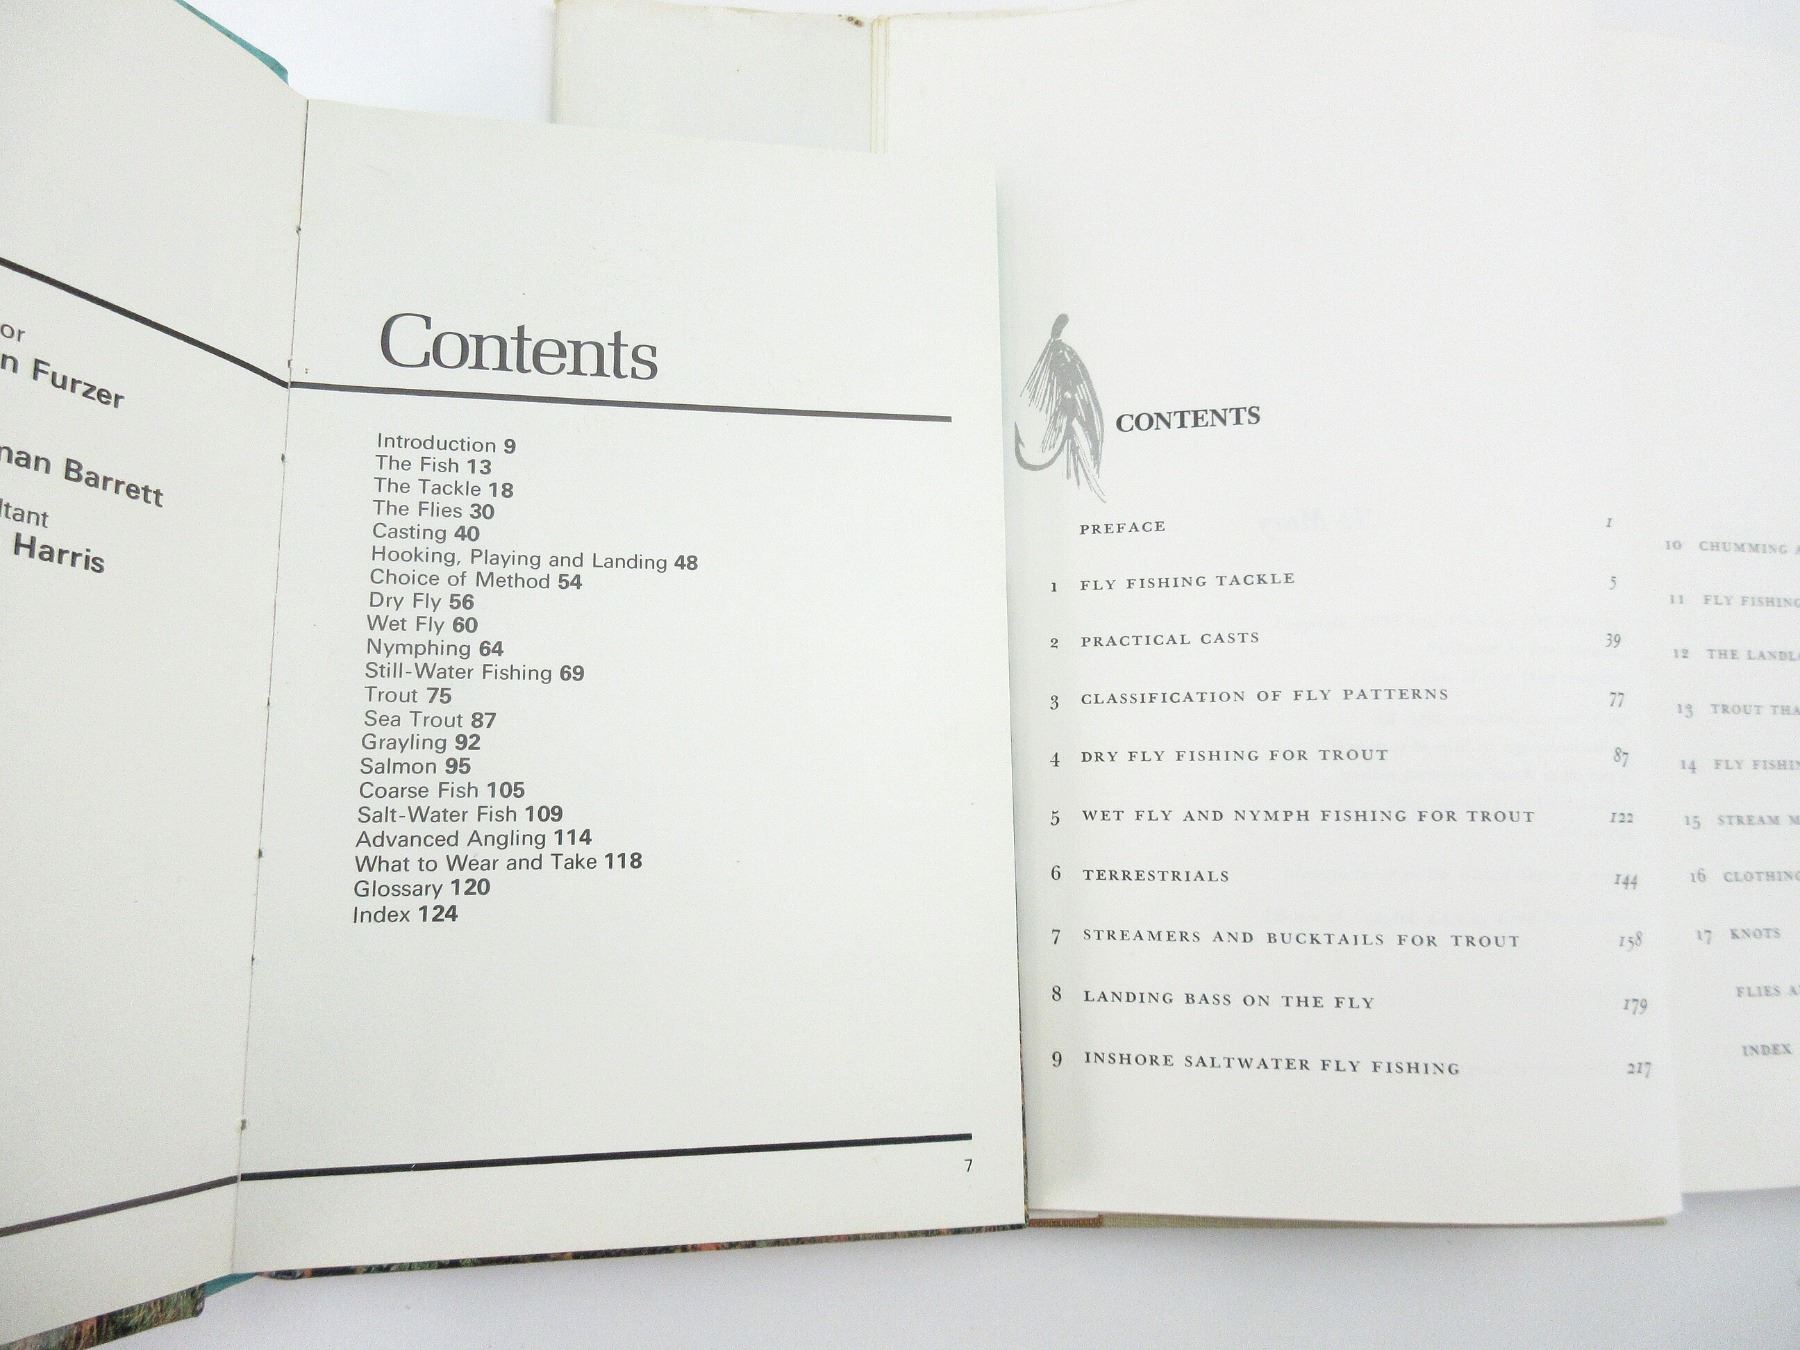 or
n Furzer
nan Barrett
ltant
Harris
Contents
Introduction 9
The Fish 13
The Tackle 18
The Flies 30
Casting 40
Hooking, Playing and Landing 48
Choice of Method 54
Dry Fly 56
Wet Fly 60
Nymphing 64
Still-Water Fishing 69
Trout 75
Sea Trout 87
Grayling 92
Salmon 95
Coarse Fish 105
Salt-Water Fish 109
Advanced Angling 114
What to Wear and Take 118
Glossary 120
Index 124
7
CONTENTS
PREFACE 1
1 FLY FISHING TACKLE 5
2 PRACTICAL CASTS 39
3 CLASSIFICATION OF FLY PATTERNS 77
4 DRY FLY FISHING FOR TROUT 87
5 WET FLY AND NYMPH FISHING FOR TROUT 122
6 TERRESTRIALS 144
7 STREAMERS AND BUCKTAILS FOR TROUT 158
8 LANDING BASS ON THE FLY 179
9 INSHORE SALTWATER FLY FISHING 217
10 CHUMMING A
11 FLY FISHING
12 THE LANDL
13 TROUT THA
14 FLY FISHIN
15 STREAM M
16 CLOTHING
17 KNOTS
FLIES A
INDEX